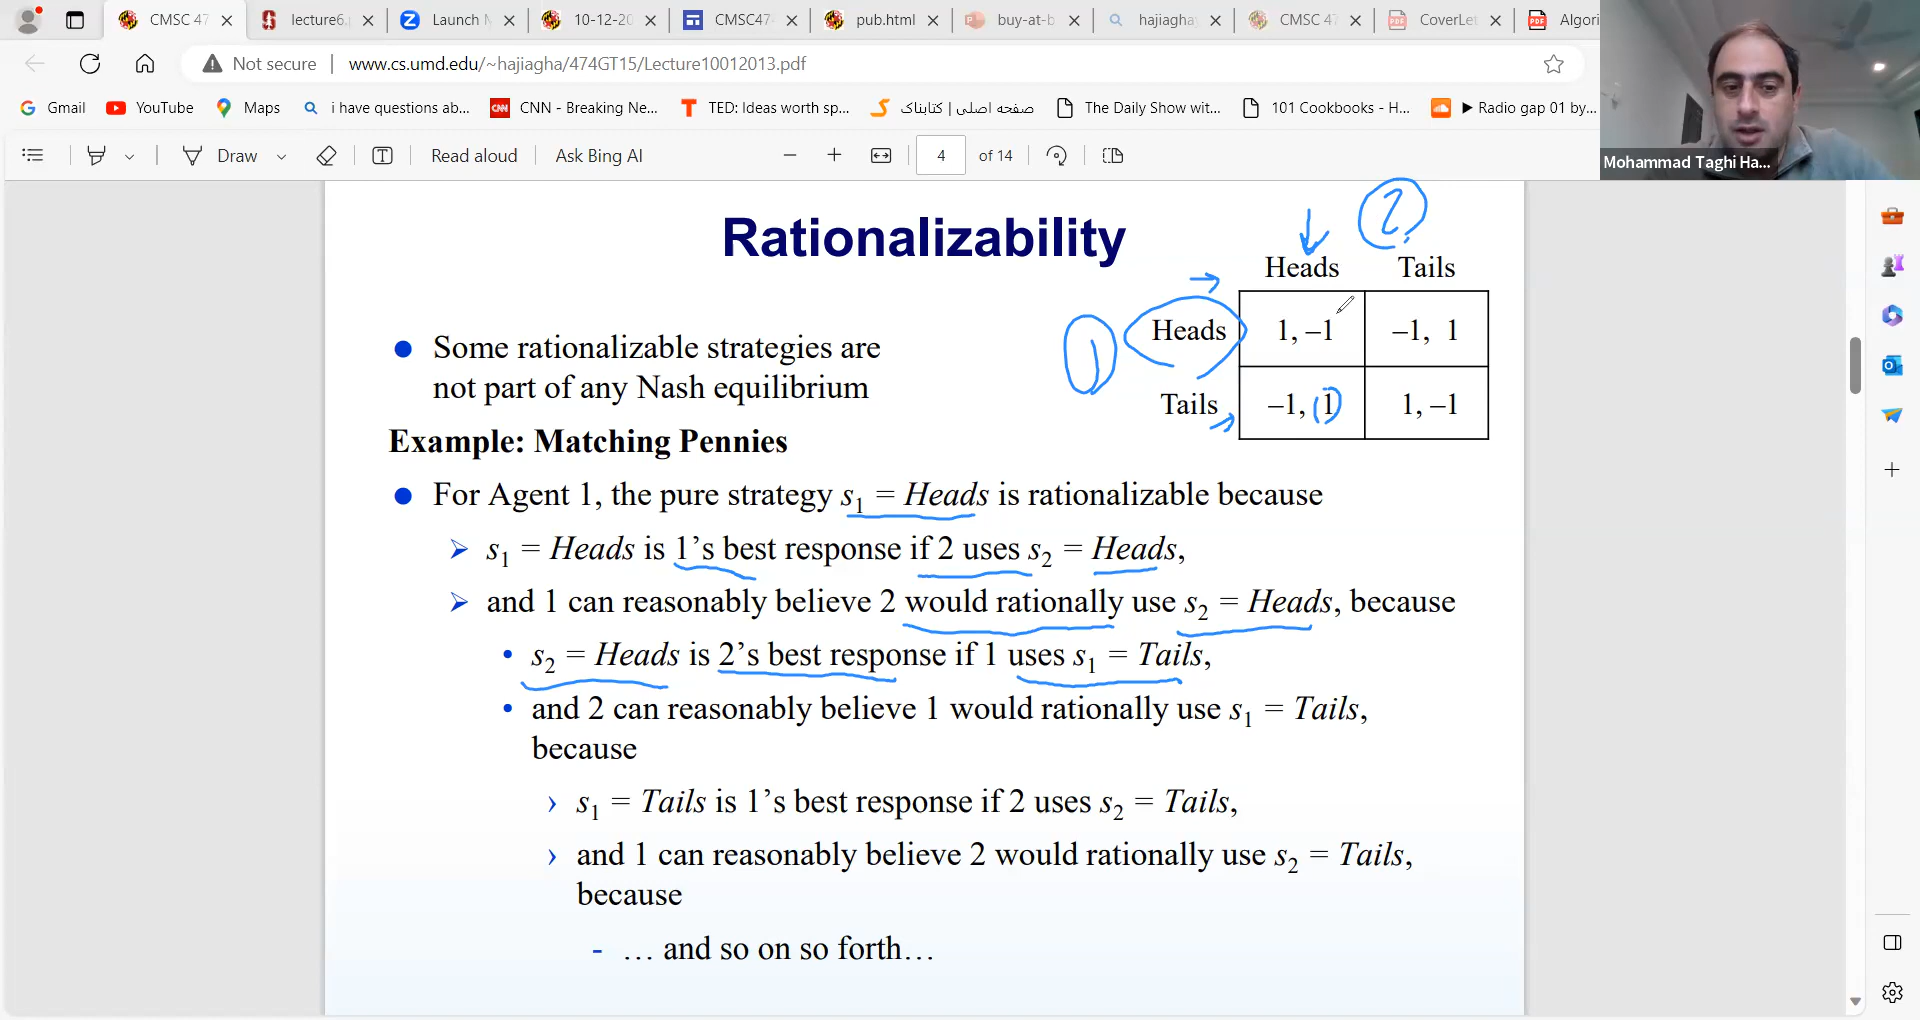 CMSC 47
lecture6.
Launch M
10-12-20
CMSC47
pub.html
buy-at-b
hajiagha
CMSC 47
CoverLet
Algori
Not secure
www.cs.umd.edu/~hajiagha/474GT15/Lecture10012013.pdf
Gmail
YouTube
Maps
i have questions ab...
CNN - Breaking Ne...
TED: Ideas worth sp...
صفحه اصلی | کتابناک
The Daily Show wit...
101 Cookbooks - H...
▶ Radio gap 01 by...
Draw
Read aloud
Ask Bing AI
4
of 14
Mohammad Taghi Ha...
Rationalizability
2
Heads Tails
1
Heads 1, –1 –1, 1
Tails –1, 1 1, –1
● Some rationalizable strategies are
not part of any Nash equilibrium
Example: Matching Pennies
● For Agent 1, the pure strategy s1 = Heads is rationalizable because
➢ s1 = Heads is 1’s best response if 2 uses s2 = Heads,
➢ and 1 can reasonably believe 2 would rationally use s2 = Heads, because
• s2 = Heads is 2’s best response if 1 uses s1 = Tails,
• and 2 can reasonably believe 1 would rationally use s1 = Tails,
because
› s1 = Tails is 1’s best response if 2 uses s2 = Tails,
› and 1 can reasonably believe 2 would rationally use s2 = Tails,
because
- … and so on so forth…